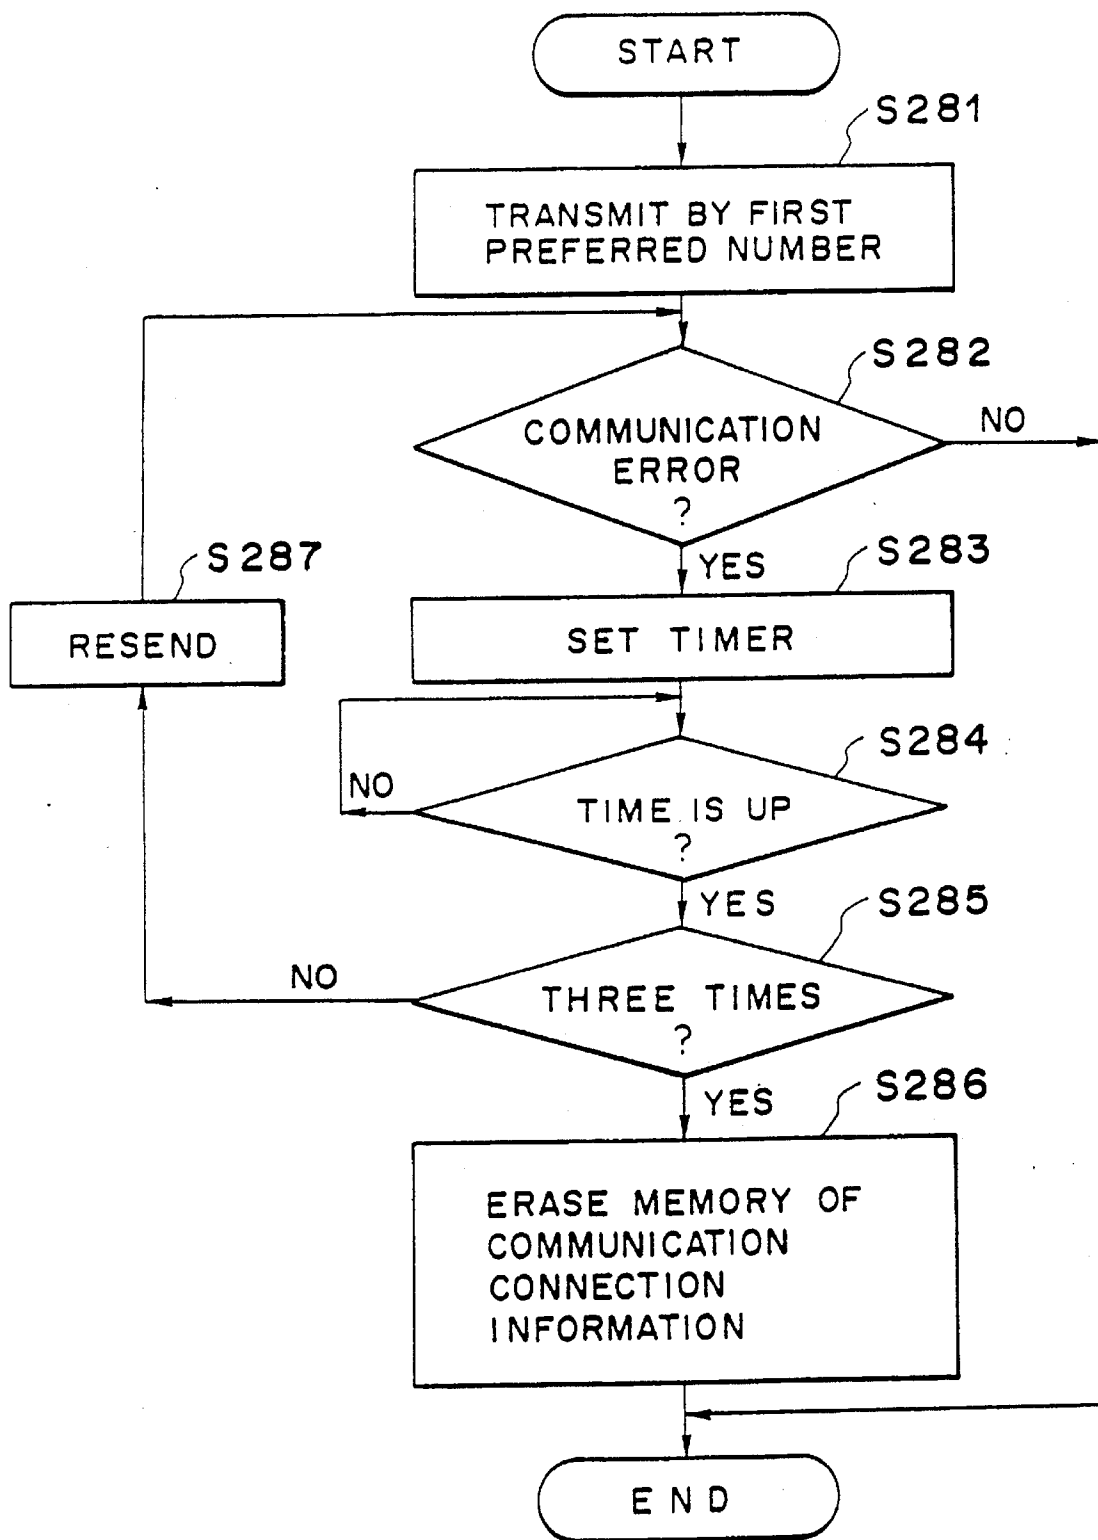 START
S281
TRANSMIT BY FIRST
PREFERRED NUMBER
S282
COMMUNICATION
ERROR
?
NO
YES
S283
SET TIMER
S287
RESEND
S284
TIME IS UP
?
NO
YES
S285
THREE TIMES
?
NO
YES
S286
ERASE MEMORY OF
COMMUNICATION
CONNECTION
INFORMATION
END